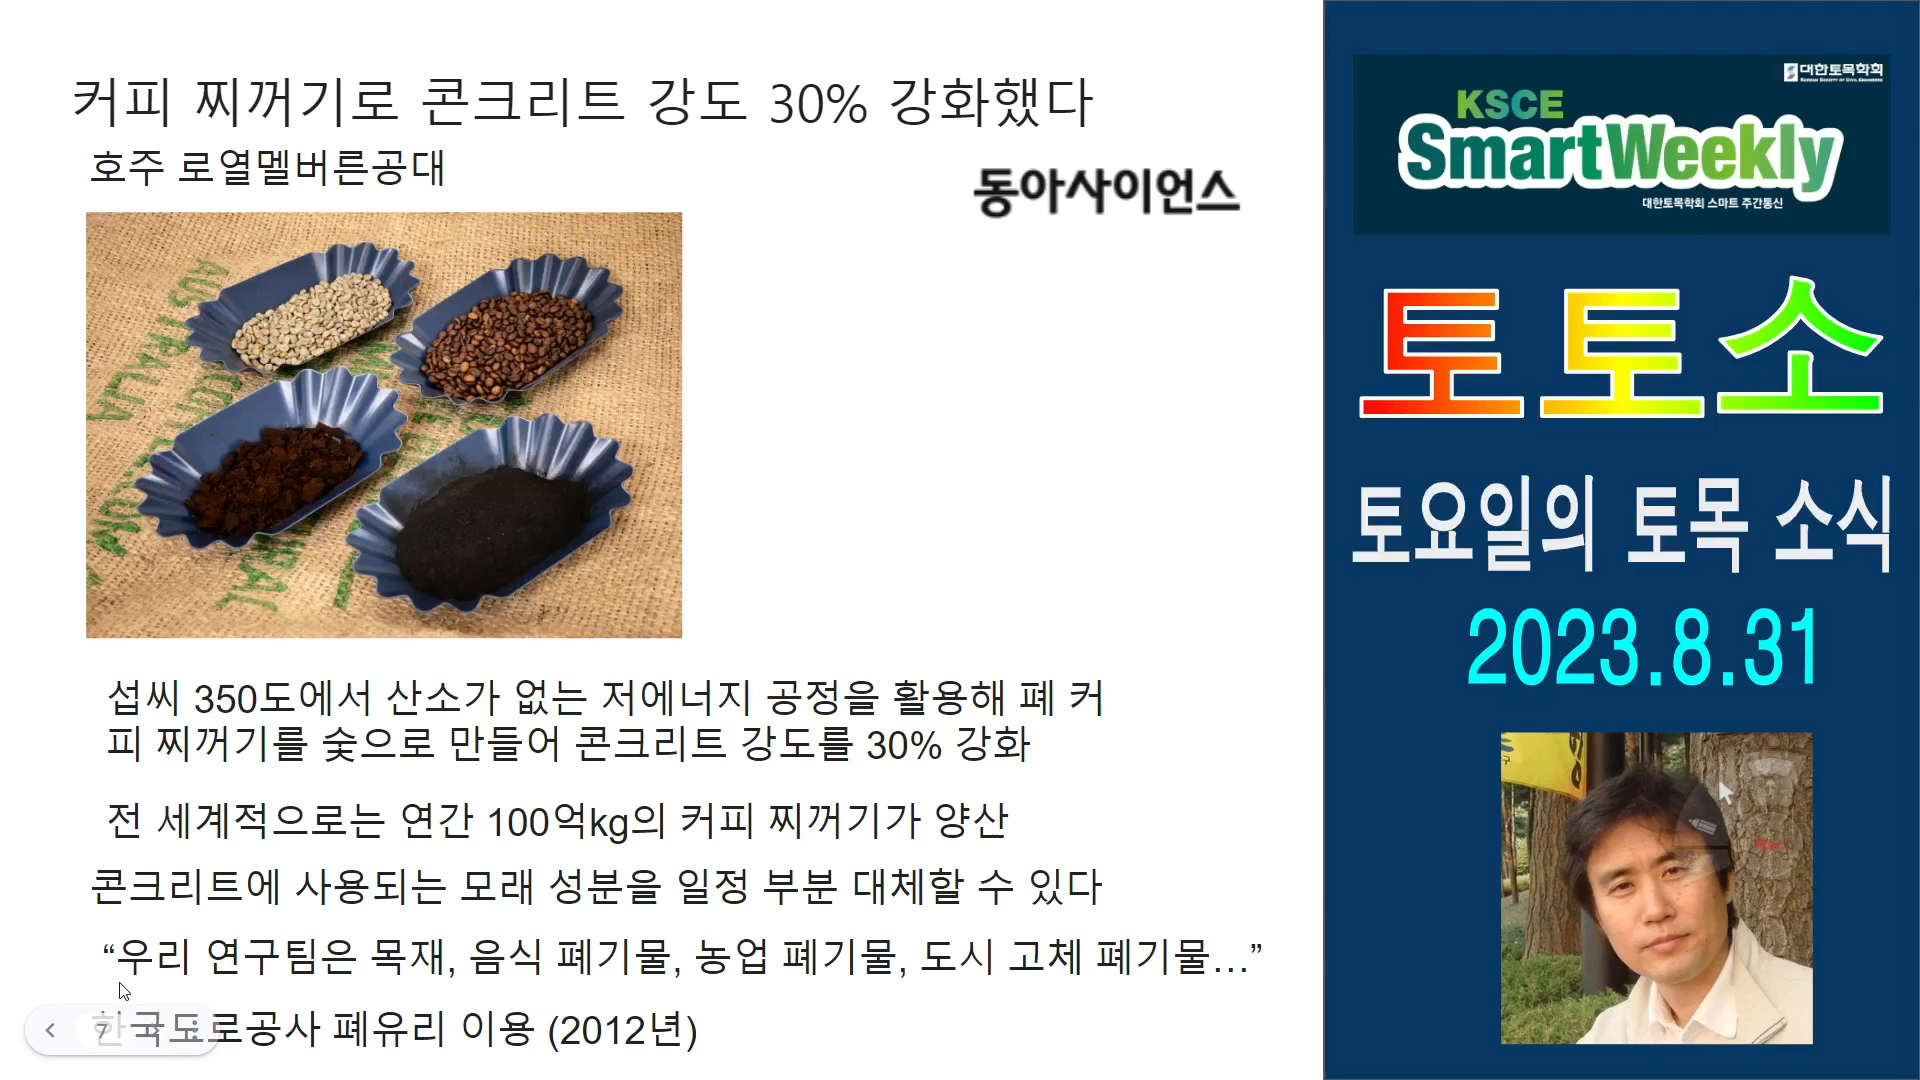 커피 찌꺼기로 콘크리트 강도 30% 강화했다
호주 로열멜버른공대
동아사이언스
섭씨 350도에서 산소가 없는 저에너지 공정을 활용해 폐 커
피 찌꺼기를 숯으로 만들어 콘크리트 강도를 30% 강화
전 세계적으로는 연간 100억kg의 커피 찌꺼기가 양산
콘크리트에 사용되는 모래 성분을 일정 부분 대체할 수 있다
“우리 연구팀은 목재, 음식 폐기물, 농업 폐기물, 도시 고체 폐기물…”
한국도로공사 폐유리 이용 (2012년)
7
대한토목학회
KOREAN SOCIETY OF CIVIL ENGINEERS
KSCE
SmartWeekly
대한토목학회 스마트 주간통신
토토소
토요일의 토목 소식
2023.8.31